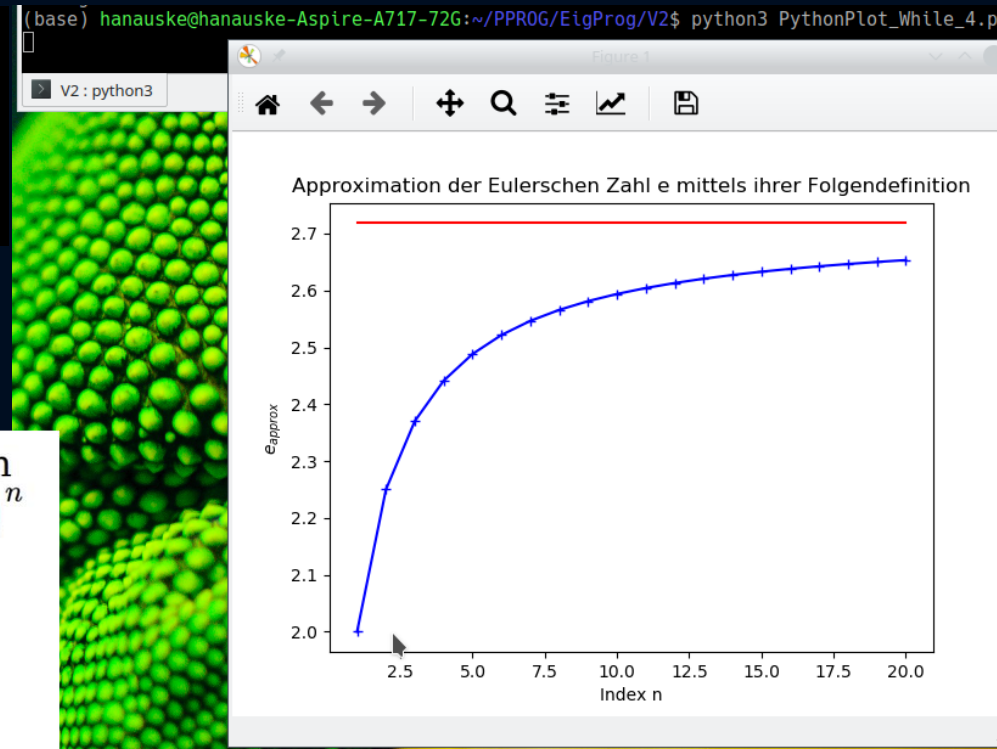 (base) hanauske@hanauske-Aspire-A717-72G:~/PPROG/EigProg/V2$ python3 PythonPlot_While_4.p
Figure 1
V2 : python3
Approximation der Eulerschen Zahl e mittels ihrer Folgendefinition
2.7
2.6
2.5
2.4
2.3
2.2
2.1
2.0
e_approx
2.5 5.0 7.5 10.0 12.5 15.0 17.5 20.0
Index n
n